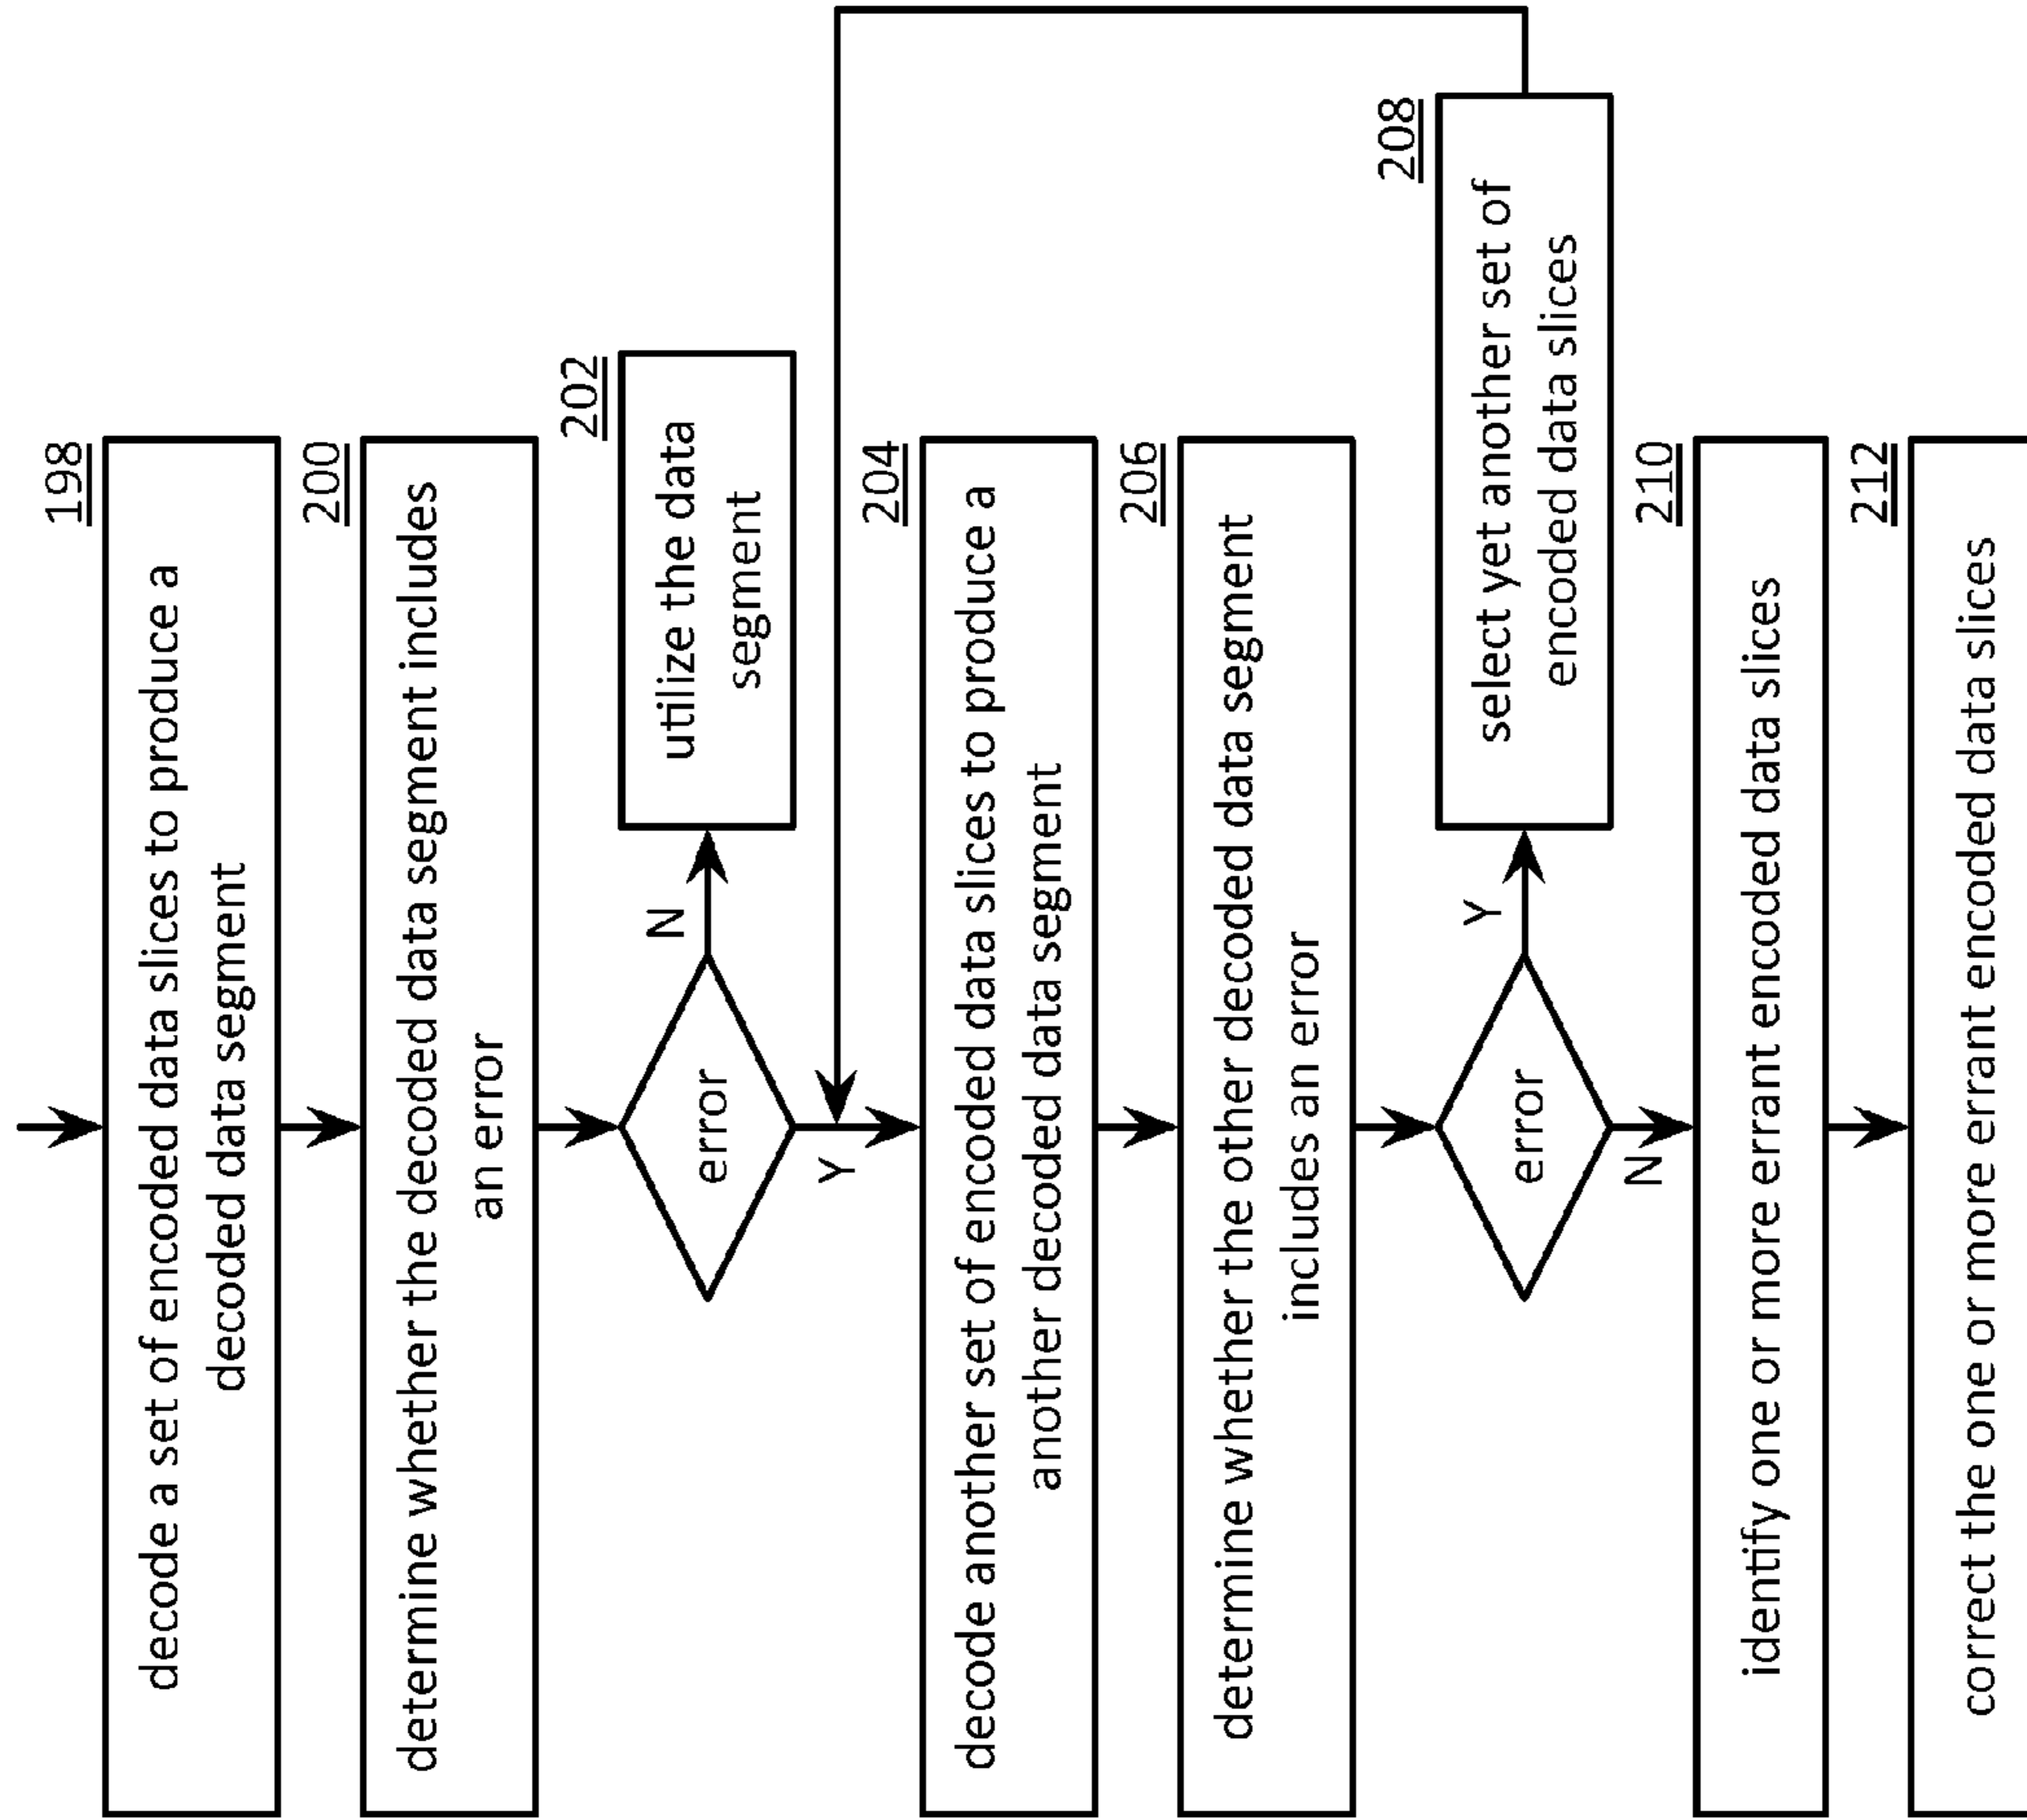 198
decode a set of encoded data slices to produce a
decoded data segment
200
determine whether the decoded data segment includes
an error
error
N
202
utilize the data
segment
Y
204
decode another set of encoded data slices to produce a
another decoded data segment
206
determine whether the other decoded data segment
includes an error
error
Y
208
select yet another set of
encoded data slices
N
210
identify one or more errant encoded data slices
212
correct the one or more errant encoded data slices